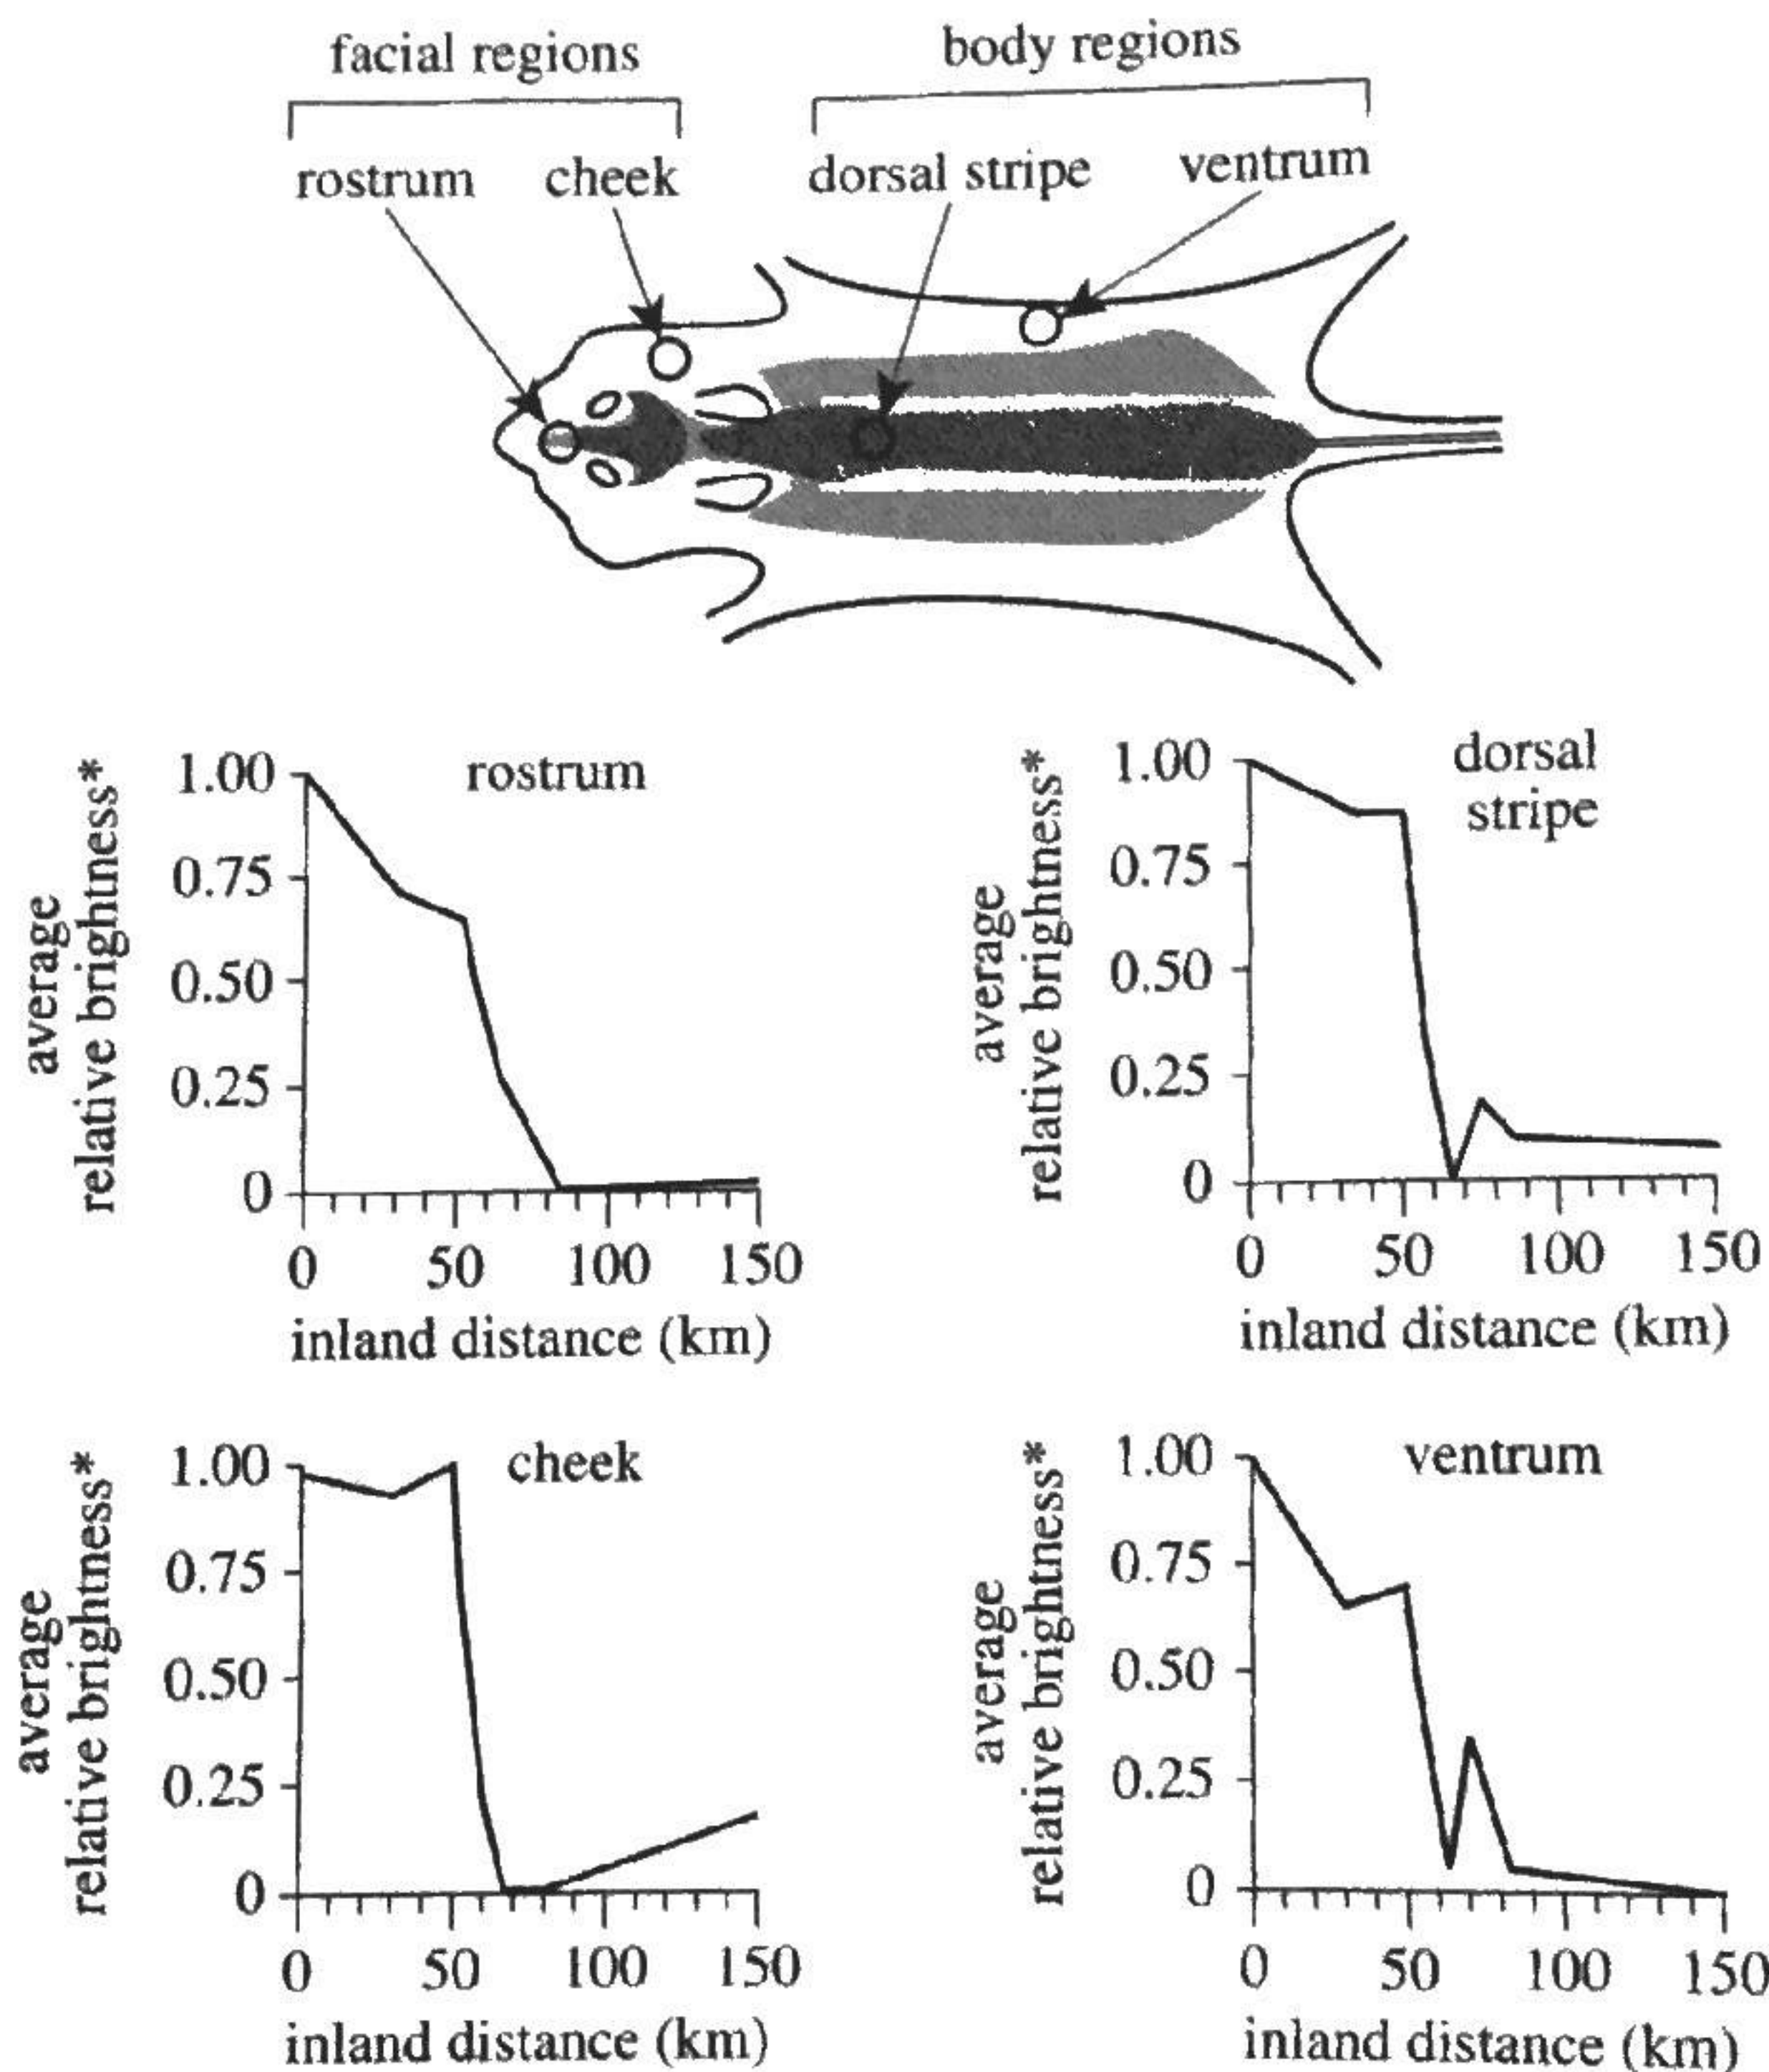 facial regions
body regions
rostrum
cheek
dorsal stripe
ventrum
average
relative brightness*
1.00
0.75
0.50
0.25
0
rostrum
0
50
100
150
inland distance (km)
average
relative brightness*
1.00
0.75
0.50
0.25
0
dorsal
stripe
0
50
100
150
inland distance (km)
average
relative brightness*
1.00
0.75
0.50
0.25
0
cheek
0
50
100
150
inland distance (km)
average
relative brightness*
1.00
0.75
0.50
0.25
0
ventrum
0
50
100
150
inland distance (km)